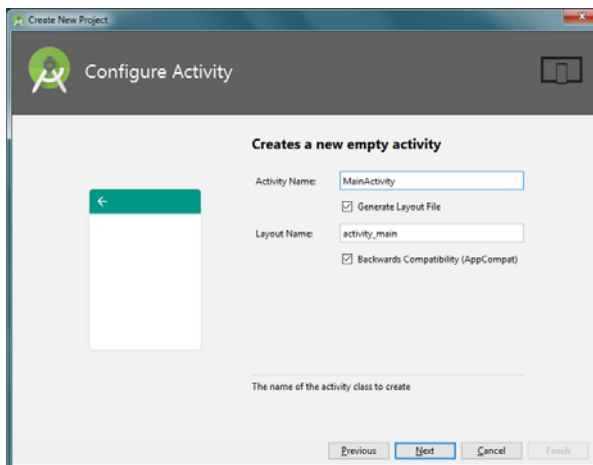 Create New Project
Configure Activity
Creates a new empty activity
Activity Name:
MainActivity
Generate Layout File
Layout Name:
activity_main
Backwards Compatibility (AppCompat)
The name of the activity class to create
Previous
Next
Cancel
Finish